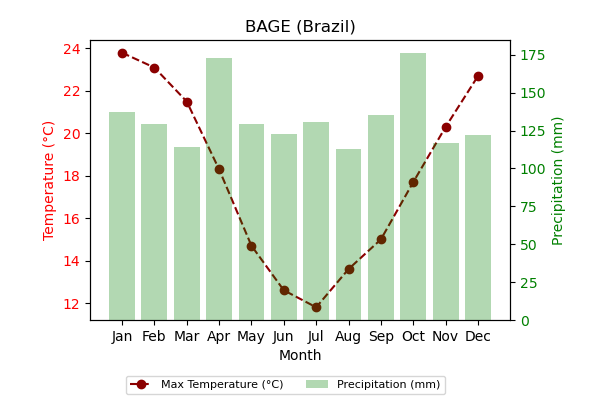 BAGE (Brazil)
24
22
20
18
16
14
12
Temperature (°C)
175
150
125
100
75
50
25
0
Precipitation (mm)
Jan Feb Mar Apr May Jun Jul Aug Sep Oct Nov Dec
Month
Max Temperature (°C) Precipitation (mm)